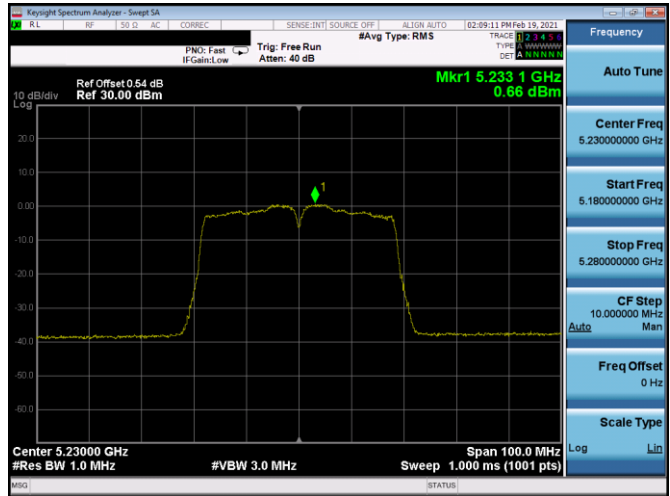 Keysight Spectrum Analyzer - Swept SA
RL RF 50 Ω AC CORREC SENSE:INT SOURCE OFF ALIGN AUTO 02:09:11 PM Feb 19, 2021
#Avg Type: RMS
TRACE 1 2 3 4 5 6
PNO: Fast Trig: Free Run
TYPE A WWWWW
IFGain:Low Atten: 40 dB
DET A N N N N N
Mkr1 5.233 1 GHz
0.66 dBm
Ref Offset 0.54 dB
10 dB/div Ref 30.00 dBm
Log
20.0
10.0
0.00
-10.0
-20.0
-30.0
-40.0
-50.0
-60.0
1
Center 5.23000 GHz Span 100.0 MHz
#Res BW 1.0 MHz #VBW 3.0 MHz Sweep 1.000 ms (1001 pts)
MSG STATUS
Frequency
Auto Tune
Center Freq
5.230000000 GHz
Start Freq
5.180000000 GHz
Stop Freq
5.280000000 GHz
CF Step
10.000000 MHz
Auto Man
Freq Offset
0 Hz
Scale Type
Log Lin